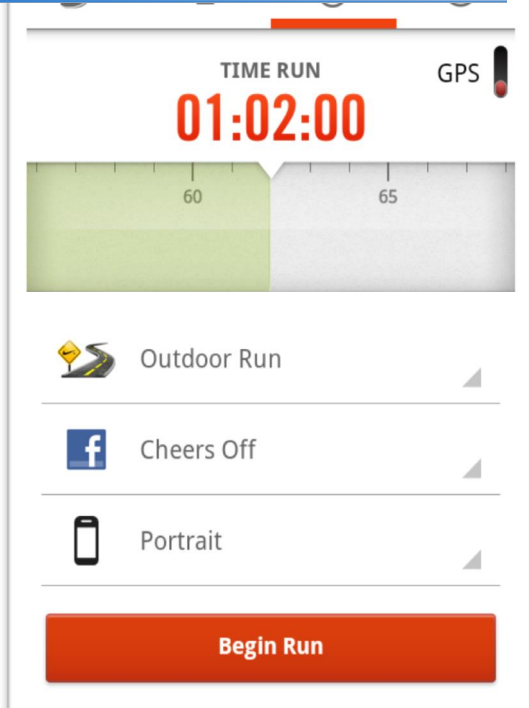 TIME RUN
GPS
01:02:00
60
65
Outdoor Run
f
Cheers Off
Portrait
Begin Run